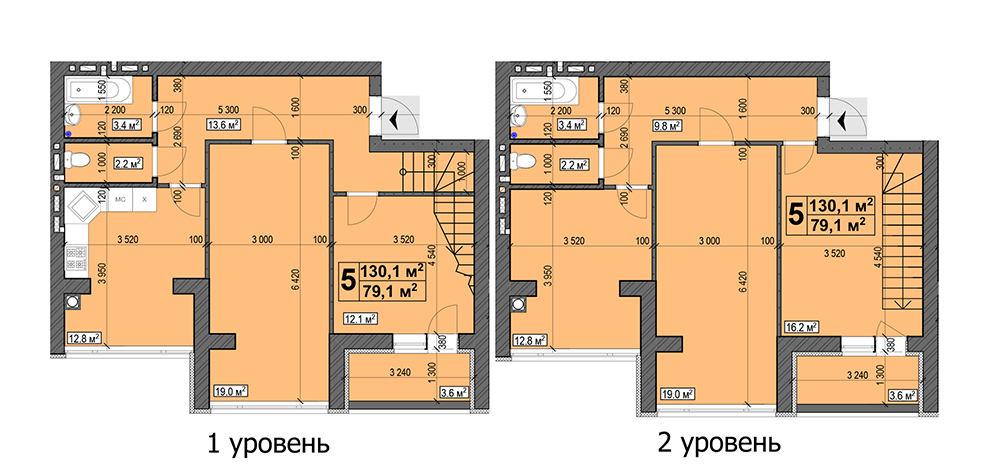 380
1 550
2 200
120
5 300
1 600
300
3.4 м²
13.6 м²
120
2 690
1 000
2.2 м²
100
300
1 000
120
МС
Х
100
3 520
100
3 000
100
3 520
4 540
3 950
6 420
5
130,1 м²
79,1 м²
12.1 м²
12.8 м²
380
3 240
1 300
19.0 м²
3.6 м²
1 уровень
380
1 550
2 200
120
5 300
1 600
300
3.4 м²
9.8 м²
120
2 690
1 000
2.2 м²
100
300
120
100
5
130,1 м²
79,1 м²
3 520
100
3 000
100
3 520
4 540
3 950
6 420
16.2 м²
12.8 м²
380
3 240
1 300
19.0 м²
3.6 м²
2 уровень